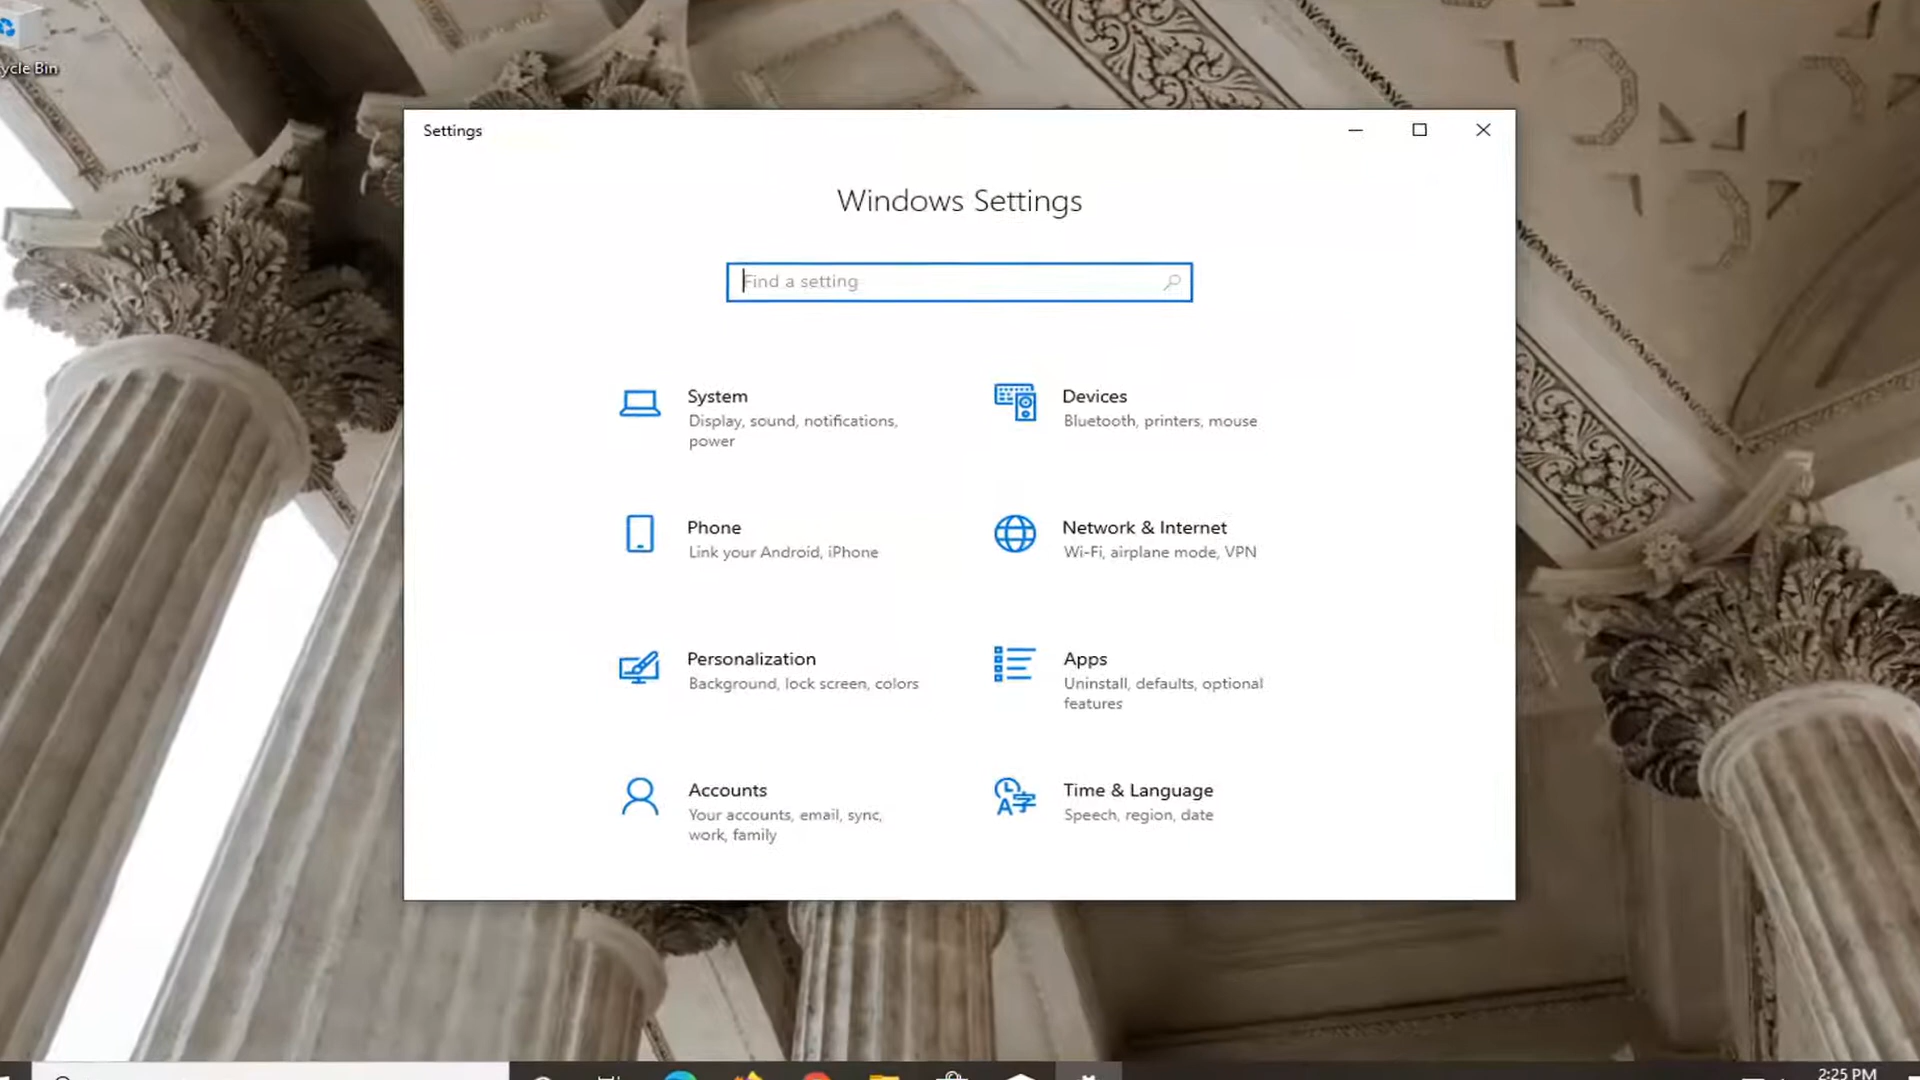 ycle Bin
Settings
Windows Settings
Find a setting
System
Display, sound, notifications,
power
Devices
Bluetooth, printers, mouse
Phone
Link your Android, iPhone
Network & Internet
Wi-Fi, airplane mode, VPN
Personalization
Background, lock screen, colors
Apps
Uninstall, defaults, optional
features
Accounts
Your accounts, email, sync,
work, family
Time & Language
Speech, region, date
2:25 PM